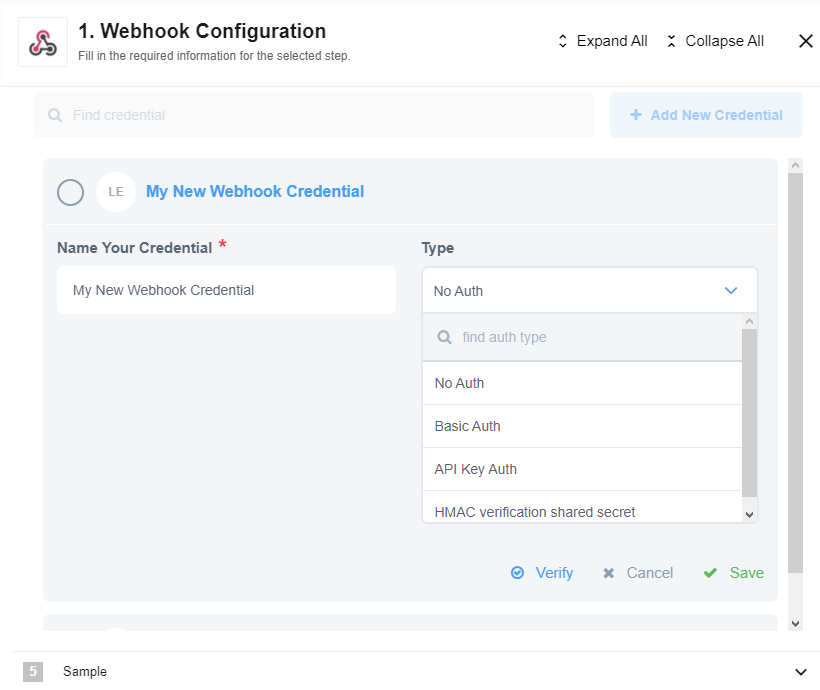 1. Webhook Configuration
Fill in the required information for the selected step.
Expand All
Collapse All
Find credential
Add New Credential
LE
My New Webhook Credential
Name Your Credential *
Type
My New Webhook Credential
No Auth
find auth type
No Auth
Basic Auth
API Key Auth
HMAC verification shared secret
Verify
Cancel
Save
5
Sample